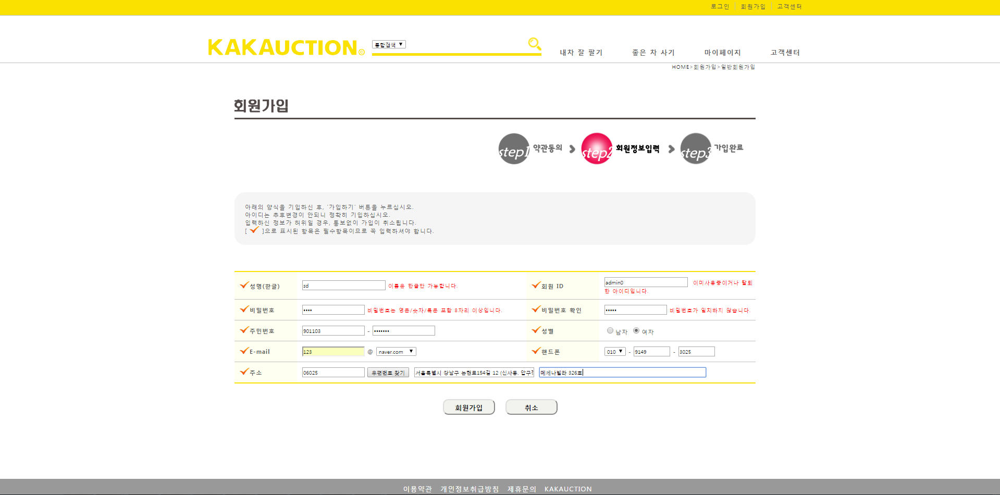 로그인 회원가입 고객센터
KAKAUCTION©
통합검색
내차 잘 팔기 좋은 차 사기 마이페이지 고객센터
HOME>회원가입>일반회원가입
회원가입
step1 약관동의 step2 회원정보입력 step3 가입완료
아래의 양식을 기입하신 후, '가입하기' 버튼을 누르십시오.
아이디는 추후변경이 안되니 정확히 기입하십시오.
입력하신 정보가 허위일 경우, 통보없이 가입이 취소됩니다.
[ ]으로 표시된 항목은 필수항목이므로 꼭 입력하셔야 합니다.
성명(한글) sd 이름은 한글만 가능합니다. 회원 ID admin0 이미사용중이거나 탈퇴
한 아이디입니다.
비밀번호 •••• 비밀번호는 영문/숫자/특문 포함 8자리 이상입니다. 비밀번호 확인 ••••• 비밀번호가 일치하지 않습니다.
주민번호 901103 - ••••••• 성별 남자 여자
E-mail 123 @ naver.com 핸드폰 010 - 9149 - 3025
주소 06025 우편번호 찾기 서울특별시 강남구 논현로154길 12 (신사동, 압구 메세나빌라 326호
회원가입 취소
이용약관 개인정보취급방침 제휴문의 KAKAUCTION